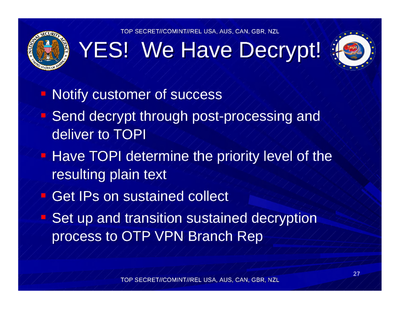 TOP SECRET//COMINT//REL USA, AUS, CAN, GBR, NZL
YES! We Have Decrypt!
Notify customer of success
Send decrypt through post-processing and
deliver to TOPI
Have TOPI determine the priority level of the
resulting plain text
Get IPs on sustained collect
Set up and transition sustained decryption
process to OTP VPN Branch Rep
27
TOP SECRET//COMINT//REL USA, AUS, CAN, GBR, NZL